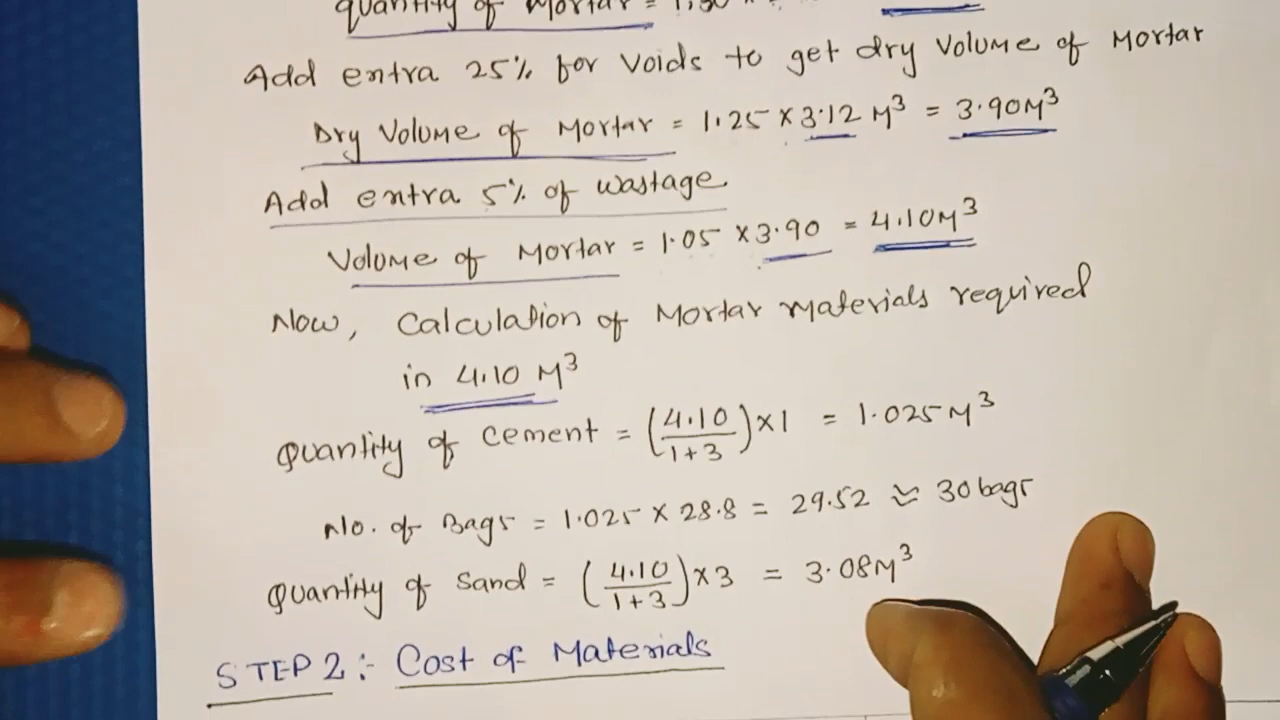 quantity of Mortar =
Add extra 25% for voids to get dry volume of Mortar
Dry Volume of Mortar = 1.25 × 3.12 M³ = 3.90M³
Add extra 5% of wastage
Volume of Mortar = 1.05 × 3.90 = 4.10M³
Now, Calculation of Mortar materials required
in 4.10 M³
Quantity of Cement = (4.10/1+3) × 1 = 1.025 M³
No. of Bags = 1.025 × 28.8 = 29.52 ≈ 30 bags
Quantity of Sand = (4.10/1+3) × 3 = 3.08M³
STEP 2 :- Cost of Materials